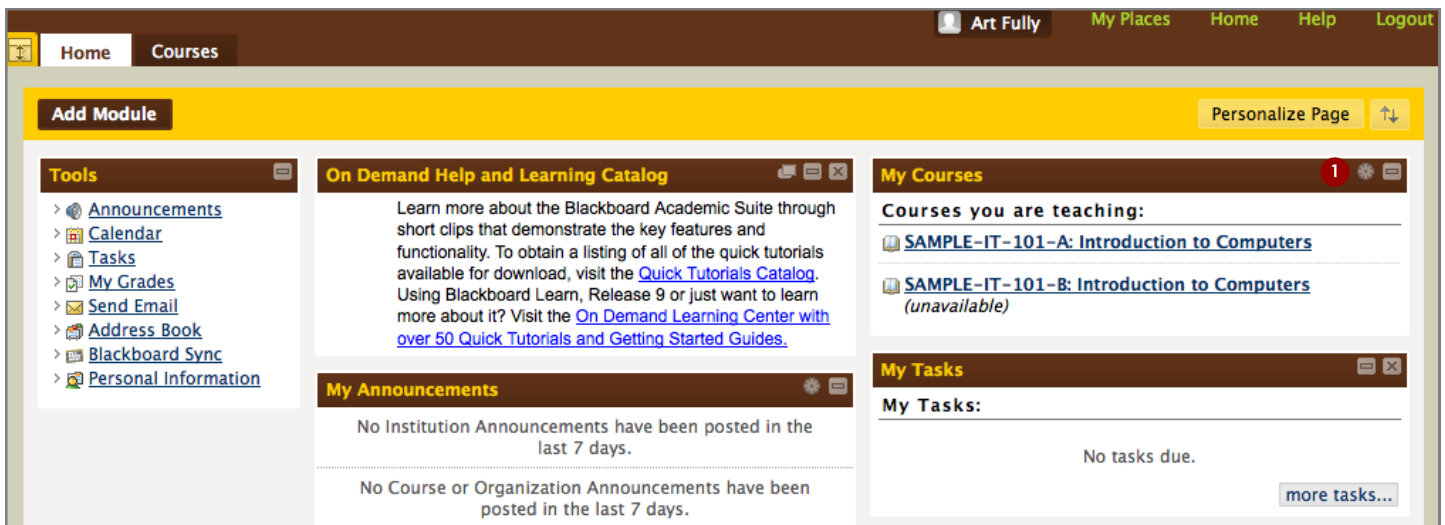 Art Fully
My Places
Home
Help
Logout
Home
Courses
Add Module
Personalize Page
Tools
Announcements
Calendar
Tasks
My Grades
Send Email
Address Book
Blackboard Sync
Personal Information
On Demand Help and Learning Catalog
Learn more about the Blackboard Academic Suite through
short clips that demonstrate the key features and
functionality. To obtain a listing of all of the quick tutorials
available for download, visit the Quick Tutorials Catalog.
Using Blackboard Learn, Release 9 or just want to learn
more about it? Visit the On Demand Learning Center with
over 50 Quick Tutorials and Getting Started Guides.
My Announcements
No Institution Announcements have been posted in the
last 7 days.
No Course or Organization Announcements have been
posted in the last 7 days.
My Courses
1
Courses you are teaching:
SAMPLE-IT-101-A: Introduction to Computers
SAMPLE-IT-101-B: Introduction to Computers
(unavailable)
My Tasks
My Tasks:
No tasks due.
more tasks...